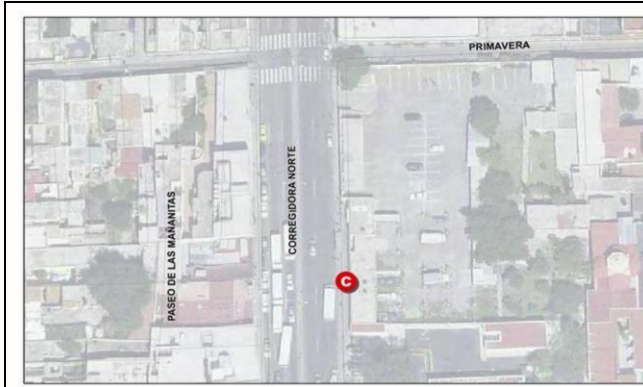 PRIMAVERA
CORREGIDORA NORTE
PASEO DE LAS MAÑANITAS
C